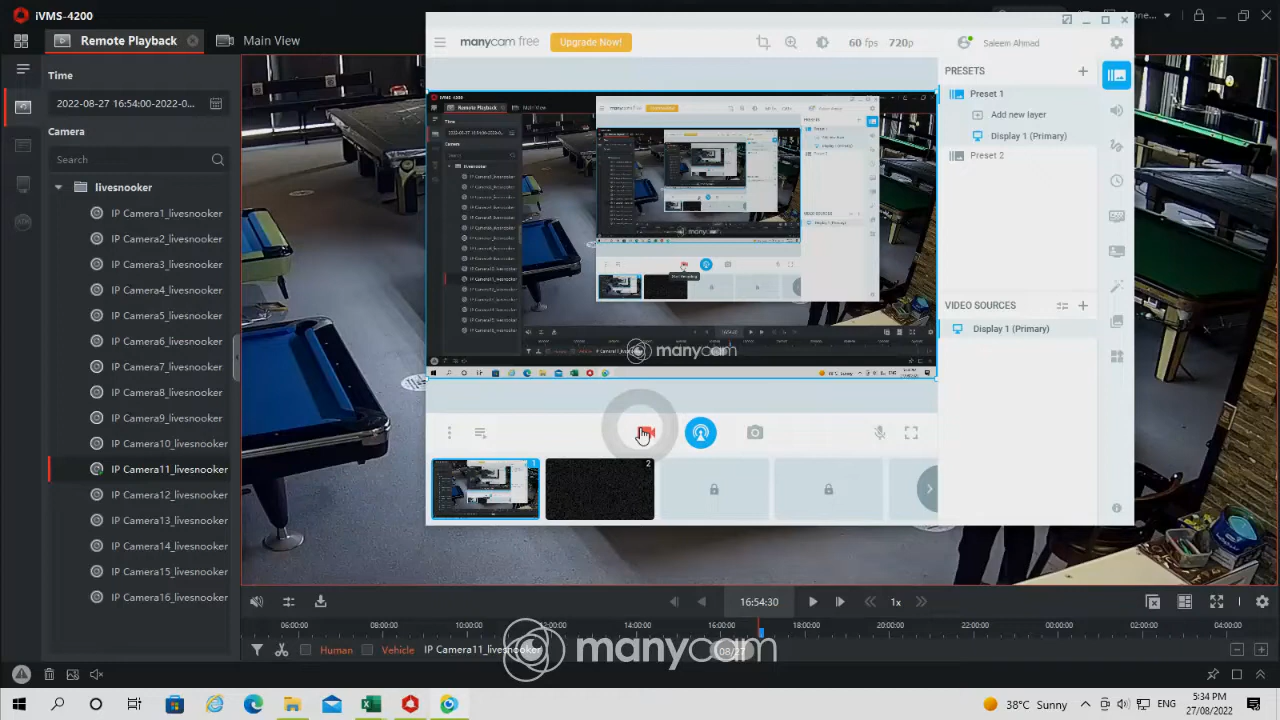 iVMS-4200
Remote Playback
Main View
Time
Camera
Search
livesnooker
IP Camera1_livesnooker
IP Camera2_livesnooker
IP Camera3_livesnooker
IP Camera4_livesnooker
IP Camera5_livesnooker
IP Camera6_livesnooker
IP Camera7_livesnooker
IP Camera8_livesnooker
IP Camera9_livesnooker
IP Camera10_livesnooker
IP Camera11_livesnooker
IP Camera12_livesnooker
IP Camera13_livesnooker
IP Camera14_livesnooker
IP Camera15_livesnooker
IP Camera16_livesnooker
manycam free
Upgrade Now!
60 fps
720p
Saleem Ahmad
PRESETS
Preset 1
Add new layer
Display 1 (Primary)
Preset 2
VIDEO SOURCES
Display 1 (Primary)
manycam
1
2
16:54:30
1x
06:00:00
08:00:00
10:00:00
12:00:00
14:00:00
16:00:00
18:00:00
20:00:00
22:00:00
00:00:00
02:00:00
04:00:00
Human
Vehicle
IP Camera11_livesnooker
manycam
08/27
38°C Sunny
5:34 PM
27/08/2022